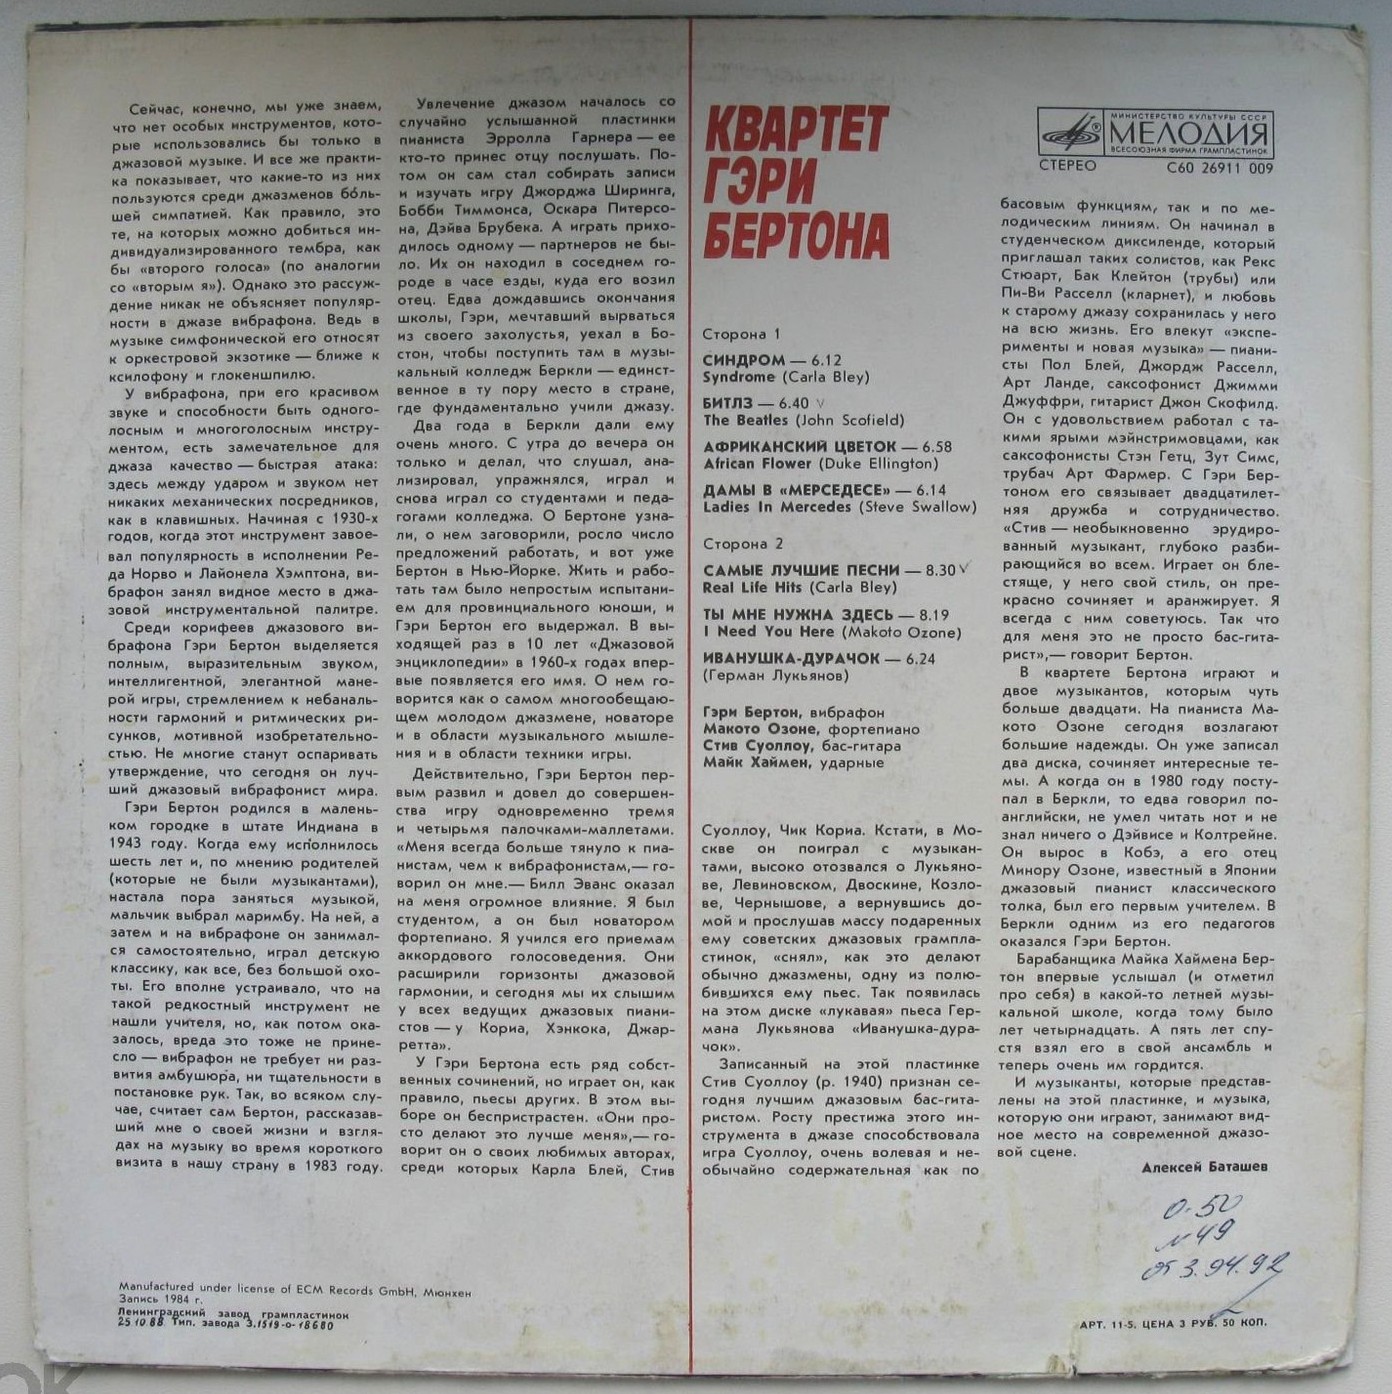 Сейчас, конечно, мы уже знаем,
что нет особых инструментов, кото-
рые использовались бы только в
джазовой музыке. И все же практи-
ка показывает, что какие-то из них
пользуются среди джазменов бо́ль-
шей симпатией. Как правило, это
те, на которых можно добиться ин-
дивидуализированного тембра, как
бы «второго голоса» (по аналогии
со «вторым я»). Однако это рассуж-
дение никак не объясняет популяр-
ности в джазе вибрафона. Ведь в
музыке симфонической его относят
к оркестровой экзотике — ближе к
ксилофону и глокеншпилю.
У вибрафона, при его красивом
звуке и способности быть одного-
лосным и многоголосным инстру-
ментом, есть замечательное для
джаза качество — быстрая атака:
здесь между ударом и звуком нет
никаких механических посредников,
как в клавишных. Начиная с 1930-х
годов, когда этот инструмент завое-
вал популярность в исполнении Ре-
да Норво и Лайонела Хэмптона, ви-
брафон занял видное место в джа-
зовой инструментальной палитре.
Среди корифеев джазового ви-
брафона Гэри Бертон выделяется
полным, выразительным звуком,
интеллигентной, элегантной мане-
рой игры, стремлением к небаналь-
ности гармоний и ритмических ри-
сунков, мотивной изобретательно-
стью. Не многие станут оспаривать
утверждение, что сегодня он луч-
ший джазовый вибрафонист мира.
Гэри Бертон родился в малень-
ком городке в штате Индиана в
1943 году. Когда ему исполнилось
шесть лет и, по мнению родителей
(которые не были музыкантами),
настала пора заняться музыкой,
мальчик выбрал маримбу. На ней, а
затем и на вибрафоне он занимал-
ся самостоятельно, играл детскую
классику, как все, без большой охо-
ты. Его вполне устраивало, что на
такой редкостный инструмент не
нашли учителя, но, как потом ока-
залось, вреда это тоже не прине-
сло — вибрафон не требует ни раз-
вития амбушюра, ни тщательности в
постановке рук. Так, во всяком слу-
чае, считает сам Бертон, рассказав-
ший мне о своей жизни и взгля-
дах на музыку во время короткого
визита в нашу страну в 1983 году.
Увлечение джазом началось со
случайно услышанной пластинки
пианиста Эрролла Гарнера — ее
кто-то принес отцу послушать. По-
том он сам стал собирать записи
и изучать игру Джорджа Ширинга,
Бобби Тиммонса, Оскара Питерсо-
на, Дэйва Брубека. А играть прихо-
дилось одному — партнеров не бы-
ло. Их он находил в соседнем го-
роде в часе езды, куда его возил
отец. Едва дождавшись окончания
школы, Гэри, мечтавший вырваться
из своего захолустья, уехал в Бо-
стон, чтобы поступить там в музы-
кальный колледж Беркли — единст-
венное в ту пору место в стране,
где фундаментально учили джазу.
Два года в Беркли дали ему
очень много. С утра до вечера он
только и делал, что слушал, ана-
лизировал, упражнялся, играл и
снова играл со студентами и педа-
гогами колледжа. О Бертоне узна-
ли, о нем заговорили, росло число
предложений работать, и вот уже
Бертон в Нью-Йорке. Жить и рабо-
тать там было непростым испытани-
ем для провинциального юноши, и
Гэри Бертон его выдержал. В вы-
ходящей раз в 10 лет «Джазовой
энциклопедии» в 1960-х годах впер-
вые появляется его имя. О нем го-
ворится как о самом многообещаю-
щем молодом джазмене, новаторе
и в области музыкального мышле-
ния и в области техники игры.
Действительно, Гэри Бертон пер-
вым развил и довел до совершен-
ства игру одновременно тремя
и четырьмя палочками-маллетами.
«Меня всегда больше тянуло к пиа-
нистам, чем к вибрафонистам,— го-
ворил он мне.— Билл Эванс оказал
на меня огромное влияние. Я был
студентом, а он был новатором
фортепиано. Я учился его приемам
аккордового голосоведения. Они
расширили горизонты джазовой
гармонии, и сегодня мы их слышим
у всех ведущих джазовых пиани-
стов — у Кориа, Хэнкока, Джар-
ретта».
У Гэри Бертона есть ряд собст-
венных сочинений, но играет он, как
правило, пьесы других. В этом вы-
боре он беспристрастен. «Они про-
сто делают это лучше меня»,— го-
ворит он о своих любимых авторах,
среди которых Карла Блей, Стив
КВАРТЕТ
ГЭРИ
БЕРТОНА
Сторона 1
СИНДРОМ — 6.12
Syndrome (Carla Bley)
БИТЛЗ — 6.40 V
The Beatles (John Scofield)
АФРИКАНСКИЙ ЦВЕТОК — 6.58
African Flower (Duke Ellington)
ДАМЫ В «МЕРСЕДЕСЕ» — 6.14
Ladies In Mercedes (Steve Swallow)
Сторона 2
САМЫЕ ЛУЧШИЕ ПЕСНИ — 8.30 V
Real Life Hits (Carla Bley)
ТЫ МНЕ НУЖНА ЗДЕСЬ — 8.19
I Need You Here (Makoto Ozone)
ИВАНУШКА-ДУРАЧОК — 6.24
(Герман Лукьянов)
Гэри Бертон, вибрафон
Макото Озоне, фортепиано
Стив Суоллоу, бас-гитара
Майк Хаймен, ударные
Суоллоу, Чик Кориа. Кстати, в Мо-
скве он поиграл с музыкан-
тами, высоко отозвался о Лукьяно-
ве, Левиновском, Двоскине, Козло-
ве, Чернышове, а вернувшись до-
мой и прослушав массу подаренных
ему советских джазовых грампла-
стинок, «снял», как это делают
обычно джазмены, одну из полю-
бившихся ему пьес. Так появилась
на этом диске «лукавая» пьеса Гер-
мана Лукьянова «Иванушка-дура-
чок».
Записанный на этой пластинке
Стив Суоллоу (р. 1940) признан се-
годня лучшим джазовым бас-гита-
ристом. Росту престижа этого ин-
струмента в джазе способствовала
игра Суоллоу, очень волевая и не-
обычайно содержательная как по
МИНИСТЕРСТВО КУЛЬТУРЫ СССР
МЕЛОДИЯ
ВСЕСОЮЗНАЯ ФИРМА ГРАМПЛАСТИНОК
СТЕРЕО С60 26911 009
басовым функциям, так и по ме-
лодическим линиям. Он начинал в
студенческом диксиленде, который
приглашал таких солистов, как Рекс
Стюарт, Бак Клейтон (трубы) или
Пи-Ви Расселл (кларнет), и любовь
к старому джазу сохранилась у него
на всю жизнь. Его влекут «экспе-
рименты и новая музыка» — пиани-
сты Пол Блей, Джордж Расселл,
Арт Ланде, саксофонист Джимми
Джуффри, гитарист Джон Скофилд.
Он с удовольствием работал с та-
кими ярыми мэйнстримовцами, как
саксофонисты Стэн Гетц, Зут Симс,
трубач Арт Фармер. С Гэри Бер-
тоном его связывает двадцатилет-
няя дружба и сотрудничество.
«Стив — необыкновенно эрудиро-
ванный музыкант, глубоко разби-
рающийся во всем. Играет он бле-
стяще, у него свой стиль, он пре-
красно сочиняет и аранжирует. Я
всегда с ним советуюсь. Так что
для меня это не просто бас-гита-
рист»,— говорит Бертон.
В квартете Бертона играют и
двое музыкантов, которым чуть
больше двадцати. На пианиста Ма-
кото Озоне сегодня возлагают
большие надежды. Он уже записал
два диска, сочиняет интересные те-
мы. А когда он в 1980 году посту-
пал в Беркли, то едва говорил по-
английски, не умел читать нот и не
знал ничего о Дэйвисе и Колтрейне.
Он вырос в Кобэ, а его отец
Минору Озоне, известный в Японии
джазовый пианист классического
толка, был его первым учителем. В
Беркли одним из его педагогов
оказался Гэри Бертон.
Барабанщика Майка Хаймена Бер-
тон впервые услышал (и отметил
про себя) в какой-то летней музы-
кальной школе, когда тому было
лет четырнадцать. А пять лет спу-
стя взял его в свой ансамбль и
теперь очень им гордится.
И музыканты, которые представ-
лены на этой пластинке, и музыка,
которую они играют, занимают вид-
ное место на современной джазо-
вой сцене.
Алексей Баташев
0-50
№49
от 3.94.92
Manufactured under license of ECM Records GmbH, Мюнхен
Запись 1984 г.
Ленинградский завод грампластинок
25.10.88. Тип. завода З.1519-о-18680
АРТ. 11-5. ЦЕНА 3 РУБ. 50 КОП.